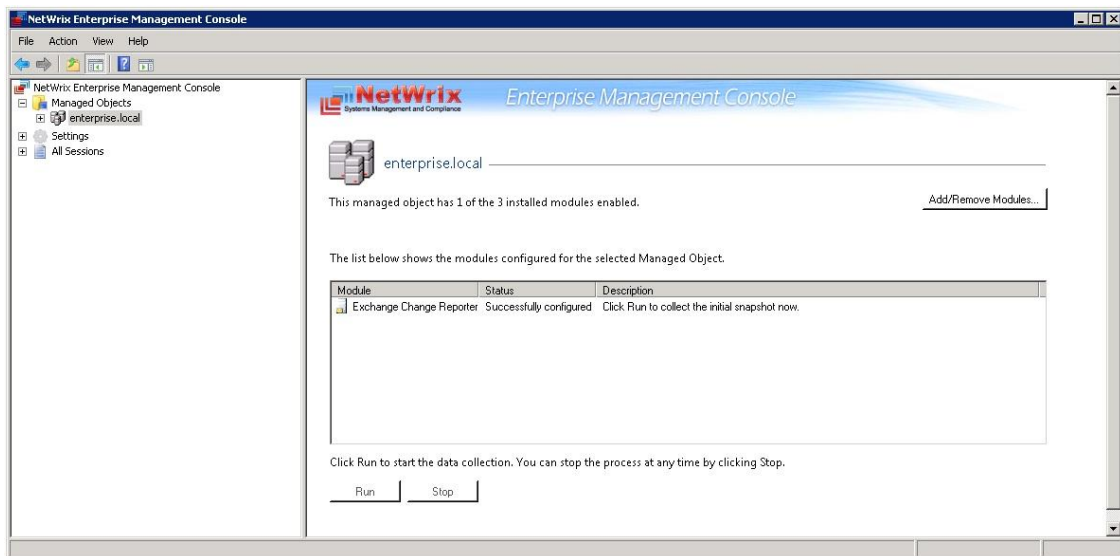 NetWrix Enterprise Management Console
File Action View Help
NetWrix Enterprise Management Console
Managed Objects
enterprise.local
Settings
All Sessions
NetWrix Enterprise Management Console
Systems Management and Compliance
enterprise.local
This managed object has 1 of the 3 installed modules enabled.
Add/Remove Modules...
The list below shows the modules configured for the selected Managed Object.
Module Status Description
Exchange Change Reporter Successfully configured Click Run to collect the initial snapshot now.
Click Run to start the data collection. You can stop the process at any time by clicking Stop.
Run Stop